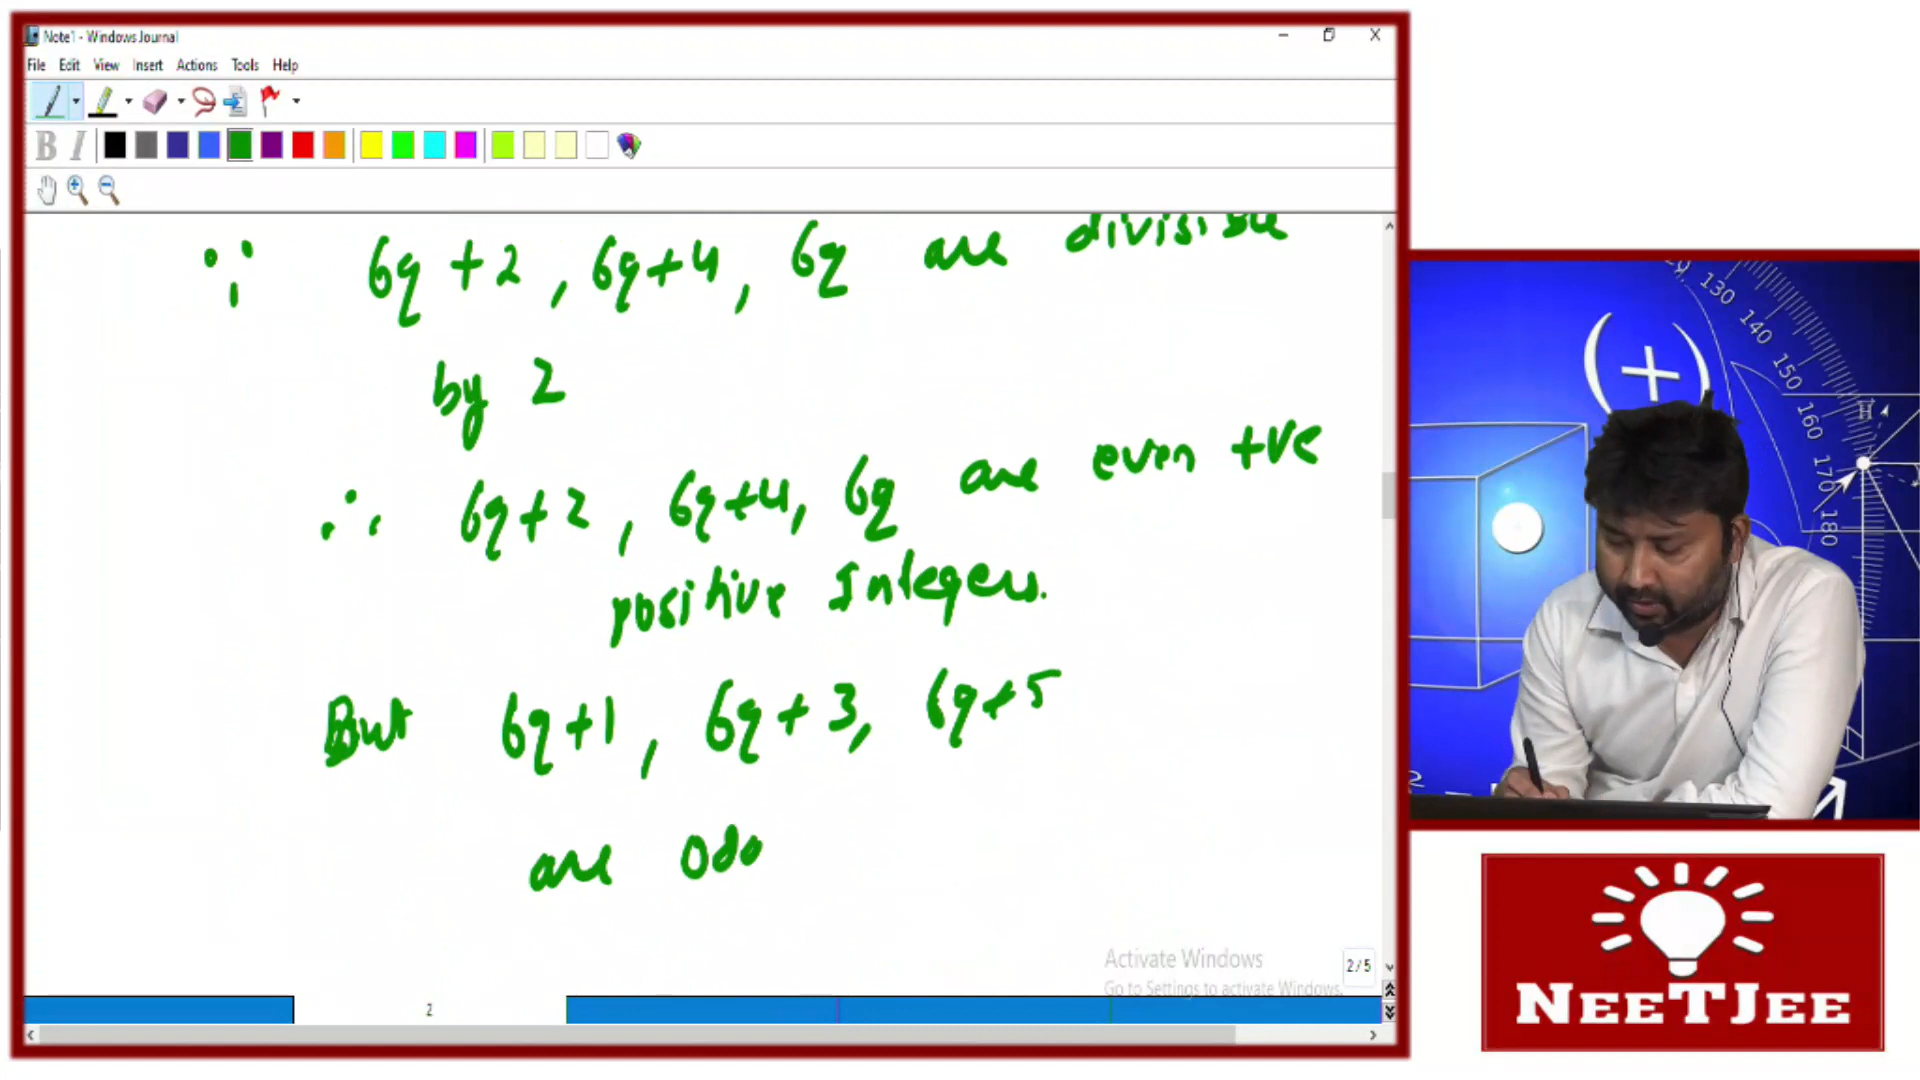 Note1 - Windows Journal
File Edit View Insert Actions Tools Help
B I
∵ 6q + 2 , 6q+4 , 6q are divisible
by 2
∴ 6q+2 , 6q+4, 6q are even +ve
positive Integers.
But 6q+1 , 6q+3, 6q+5
are odd
Activate Windows
Go to Settings to activate Windows.
2/5
2
(+)
130
140
150
160
170
180
NEETJEE